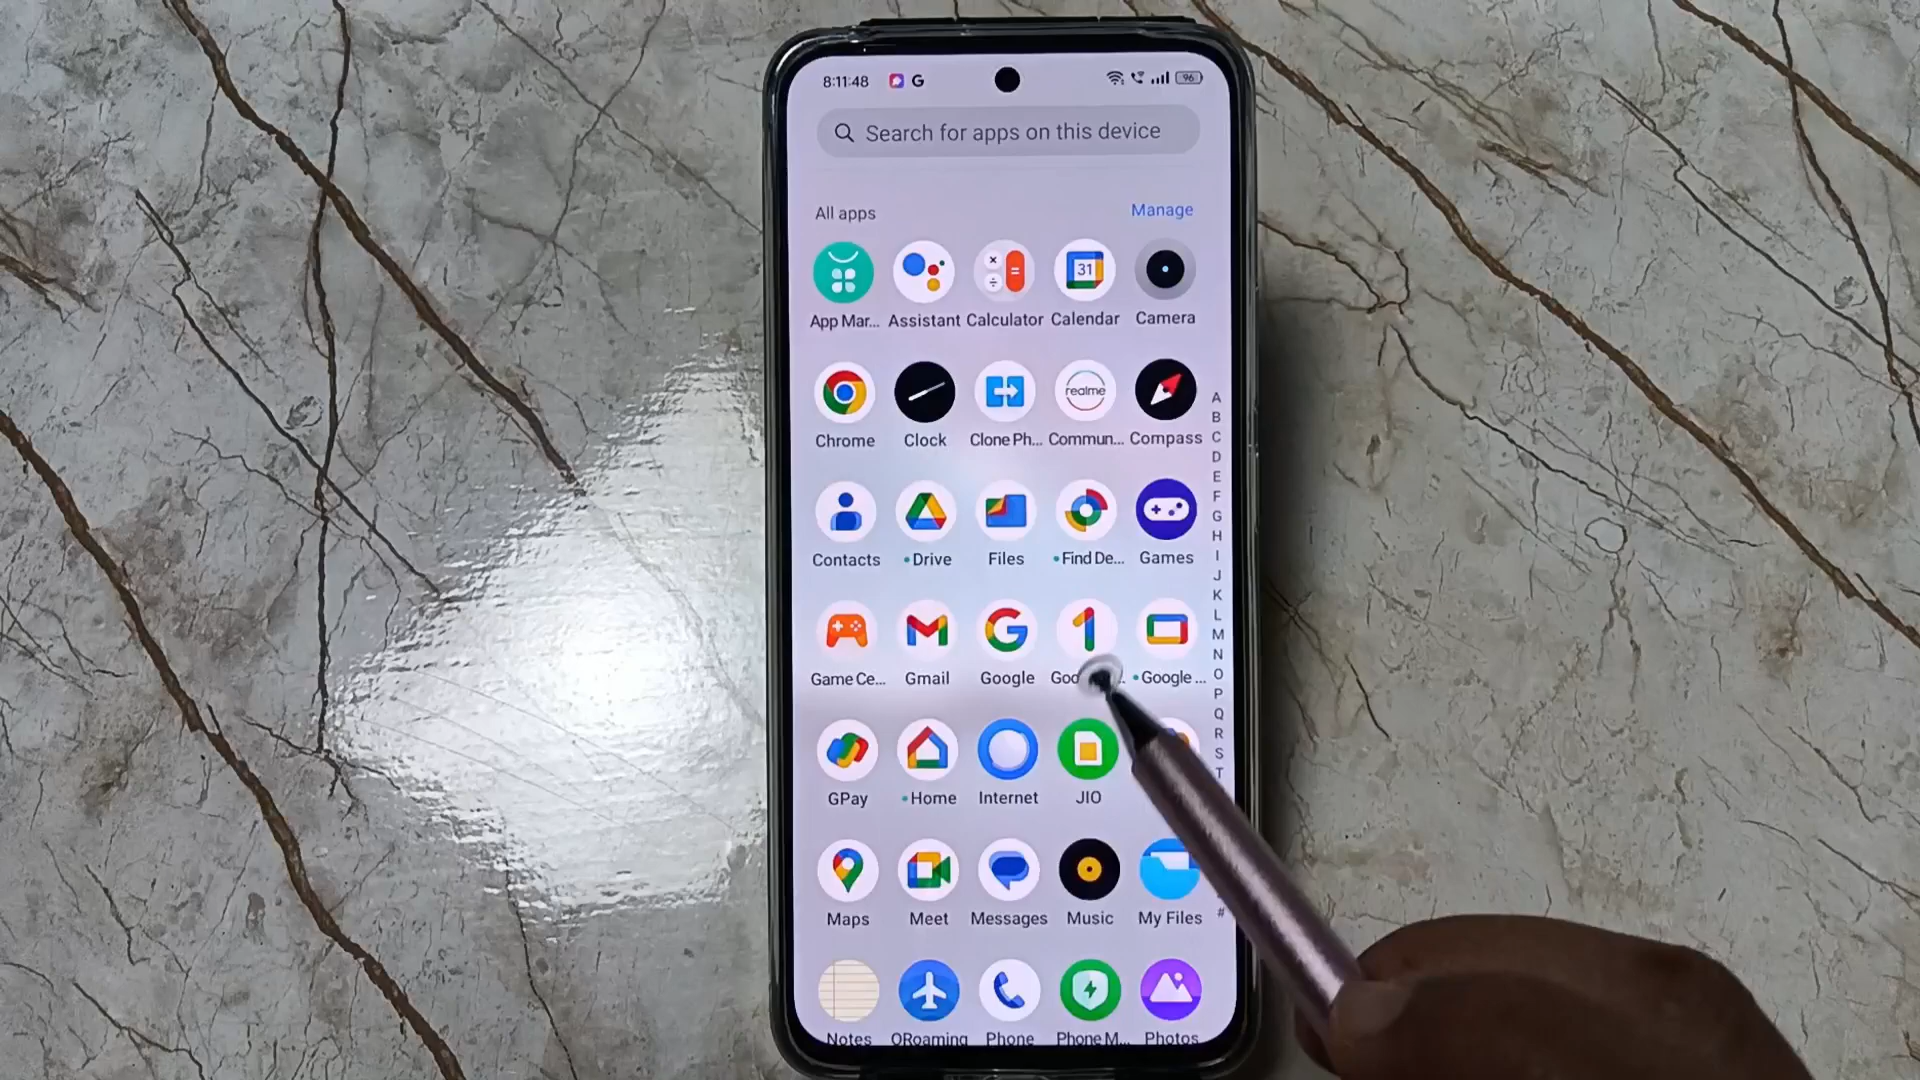 8:11:48 G 96
Search for apps on this device
All apps Manage
31
App Mar... Assistant Calculator Calendar Camera
realme
Chrome Clock Clone Ph... Commun... Compass
Contacts Drive Files Find De... Games
Game Ce... Gmail Google Google ...
GPay Home Internet JIO
Maps Meet Messages Music My Files
Notes ORoaming Phone Phone M... Photos
A
B
C
D
E
F
G
H
I
J
K
L
M
N
O
P
Q
R
S
T
#